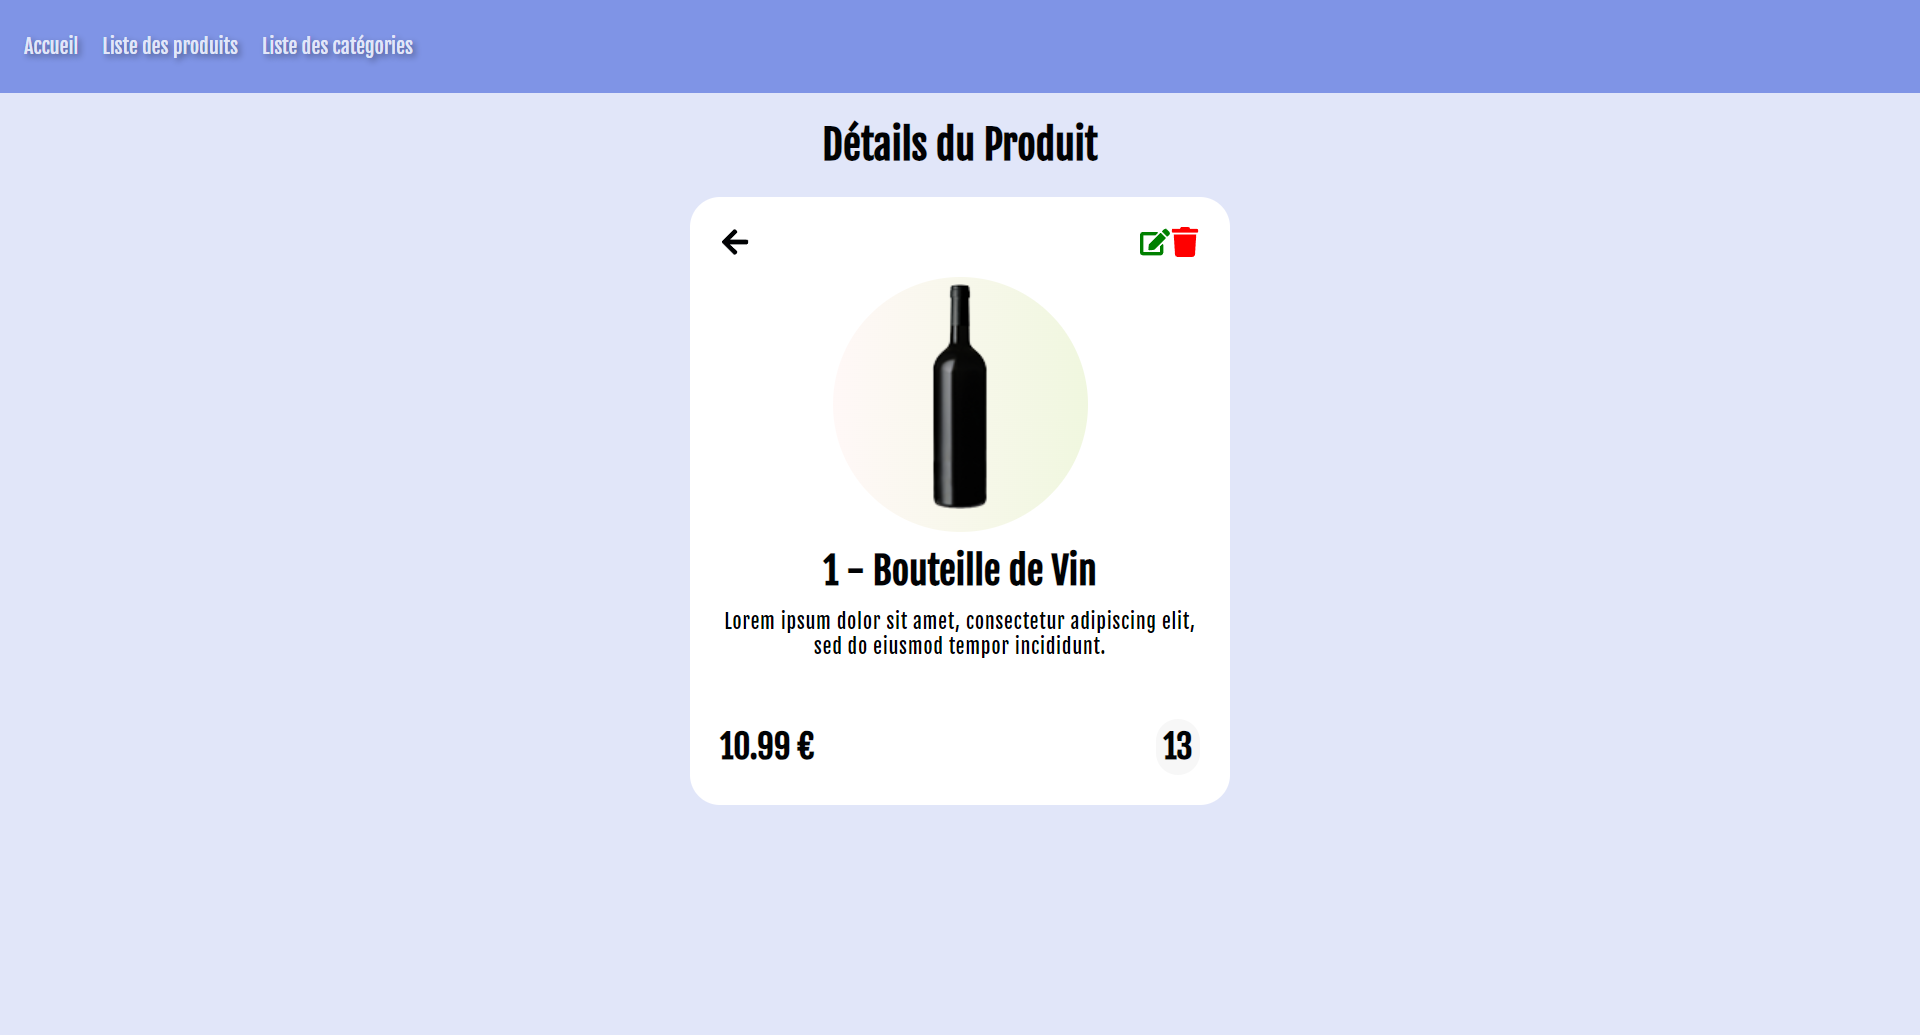 Accueil Liste des produits Liste des catégories
Détails du Produit
1 - Bouteille de Vin
Lorem ipsum dolor sit amet, consectetur adipiscing elit,
sed do eiusmod tempor incididunt.
10.99 € 13